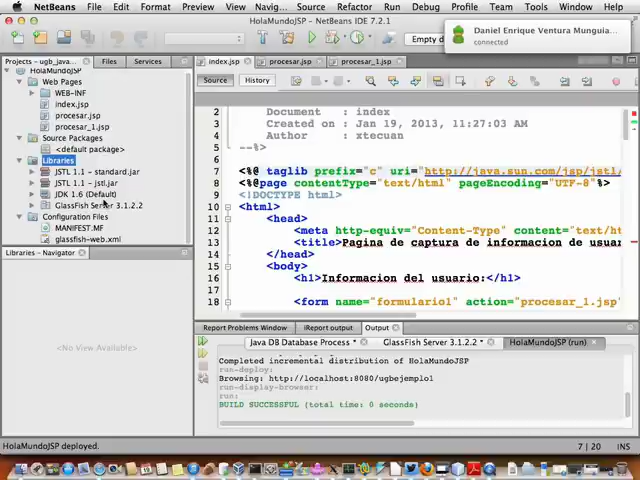 NetBeans File Edit View Navigate Source Refactor Run Debug Profile Team Tools Window Help
HolaMundoJSP - NetBeans IDE 7.2.1
Daniel Enrique Ventura Munguia...
connected
Empty d
Projects - ugb_java...
Files
Services
index.jsp
procesar.jsp
procesar_1.jsp
Source
History
HolaMundoJSP
Web Pages
WEB-INF
index.jsp
procesar.jsp
procesar_1.jsp
Source Packages
<default package>
Libraries
JSTL 1.1 - standard.jar
JSTL 1.1 - jstl.jar
JDK 1.6 (Default)
GlassFish Server 3.1.2.2
Configuration Files
MANIFEST.MF
glassfish-web.xml
2 Document : index
3 Created on : Jan 19, 2013, 11:27:03 AM
4 Author : xtecuan
5 --%>
6
7 <%@ taglib prefix="c" uri="http://java.sun.com/jsp/jstl/
8 <%@page contentType="text/html" pageEncoding="UTF-8"%>
9 <!DOCTYPE html>
10 <html>
11 <head>
12 <meta http-equiv="Content-Type" content="text/ht
13 <title>Pagina de captura de informacion de usuar
14 </head>
15 <body>
16 <h1>Informacion del usuario:</h1>
17
18 <form name="formulario1" action="procesar_1.jsp"
Libraries - Navigator
<No View Available>
Report Problems Window
iReport output
Output
Java DB Database Process
GlassFish Server 3.1.2.2
HolaMundoJSP (run)
Completed incremental distribution of HolaMundoJSP
run-deploy:
Browsing: http://localhost:8080/ugbejemplo1
run-display-browser:
run:
BUILD SUCCESSFUL (total time: 0 seconds)
HolaMundoJSP deployed.
7 | 20
INS